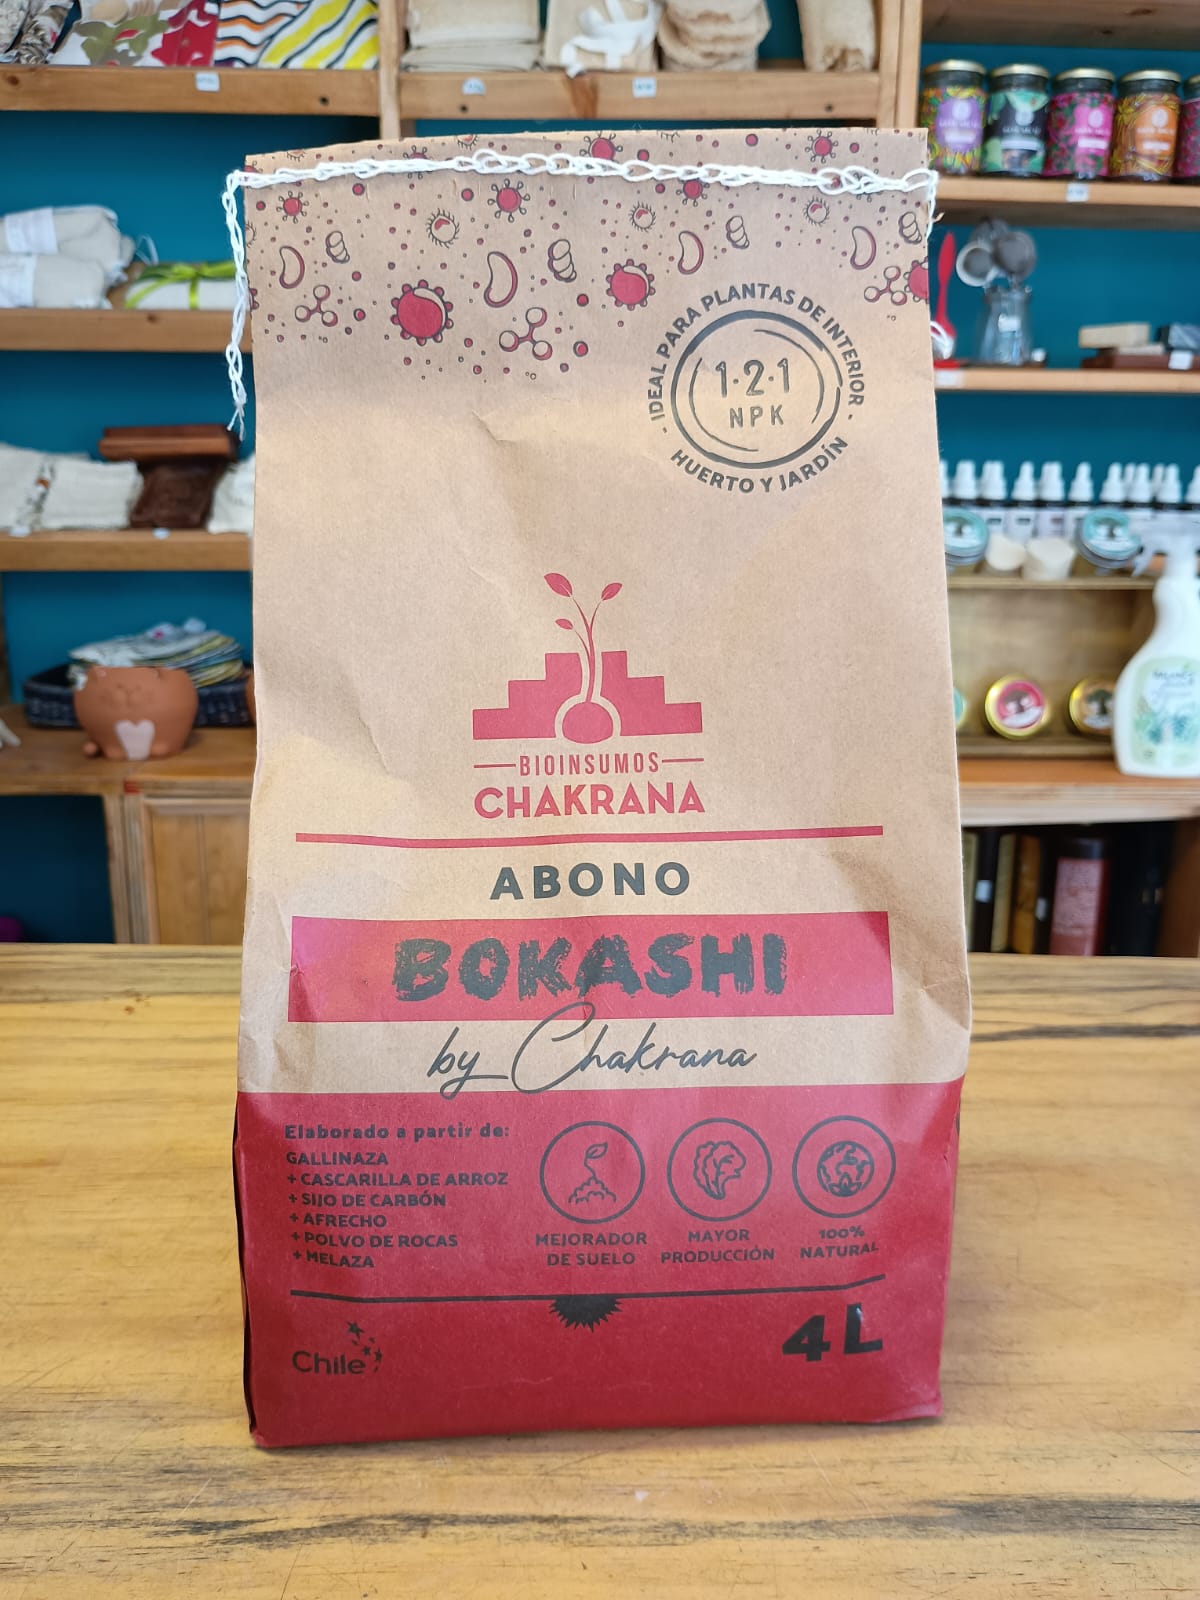 · IDEAL PARA PLANTAS DE INTERIOR ·
1·2·1
NPK
HUERTO Y JARDÍN
BIOINSUMOS
CHAKRANA
ABONO
BOKASHI
by Chakrana
Elaborado a partir de:
GALLINAZA
+ CASCARILLA DE ARROZ
+ SIJO DE CARBÓN
+ AFRECHO
+ POLVO DE ROCAS
+ MELAZA
MEJORADOR
DE SUELO
MAYOR
PRODUCCIÓN
100%
NATURAL
Chile
4 L